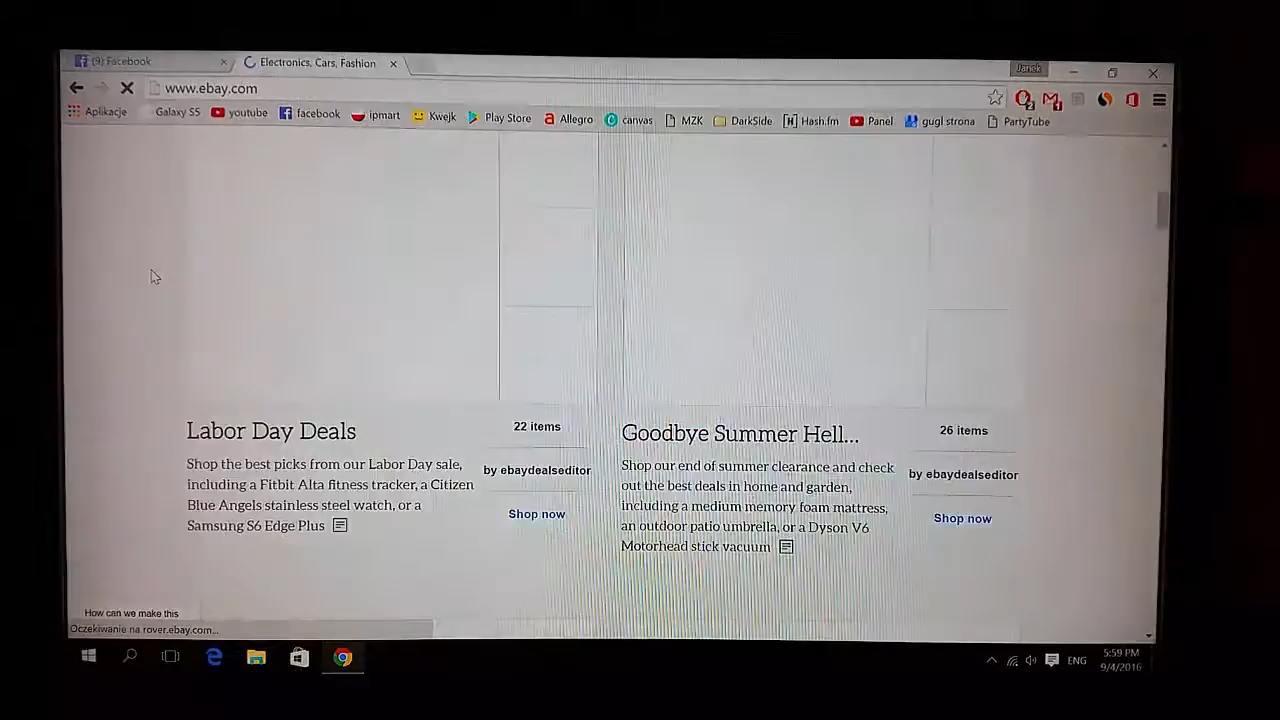 (9) Facebook
Electronics, Cars, Fashion
Janek
www.ebay.com
Aplikacje Galaxy S5 youtube facebook ipmart Kwejk Play Store Allegro canvas MZK DarkSide Hash.fm Panel gugl strona PartyTube
Labor Day Deals
22 items
Shop the best picks from our Labor Day sale,
including a Fitbit Alta fitness tracker, a Citizen
Blue Angels stainless steel watch, or a
Samsung S6 Edge Plus
by ebaydealseditor
Shop now
Goodbye Summer Hell...
26 items
Shop our end of summer clearance and check
out the best deals in home and garden,
including a medium memory foam mattress,
an outdoor patio umbrella, or a Dyson V6
Motorhead stick vacuum
by ebaydealseditor
Shop now
How can we make this
Oczekiwanie na rover.ebay.com...
ENG
5:59 PM
9/4/2016